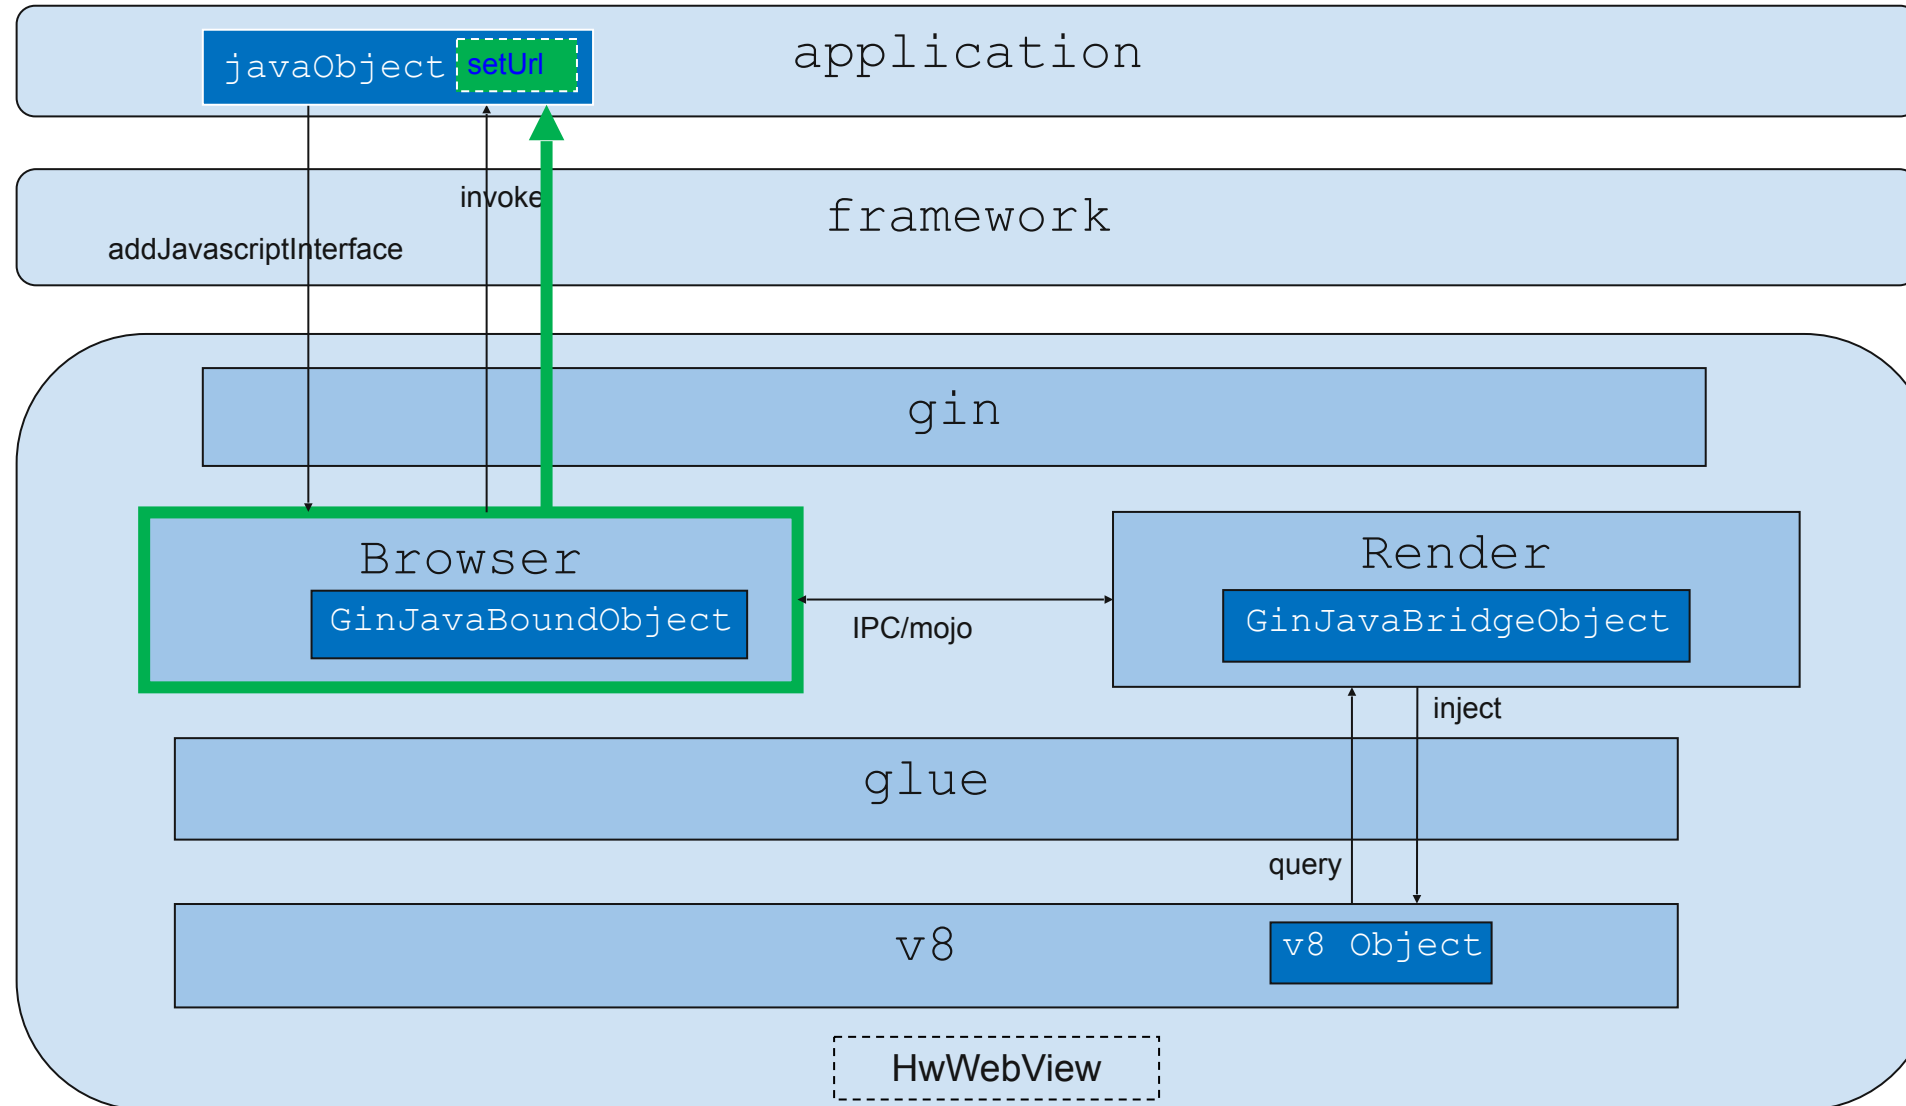 application
javaObject
setUrl
invoke
framework
addJavascriptInterface
gin
Browser
GinJavaBoundObject
IPC/mojo
Render
GinJavaBridgeObject
inject
glue
query
v8
v8 Object
HwWebView